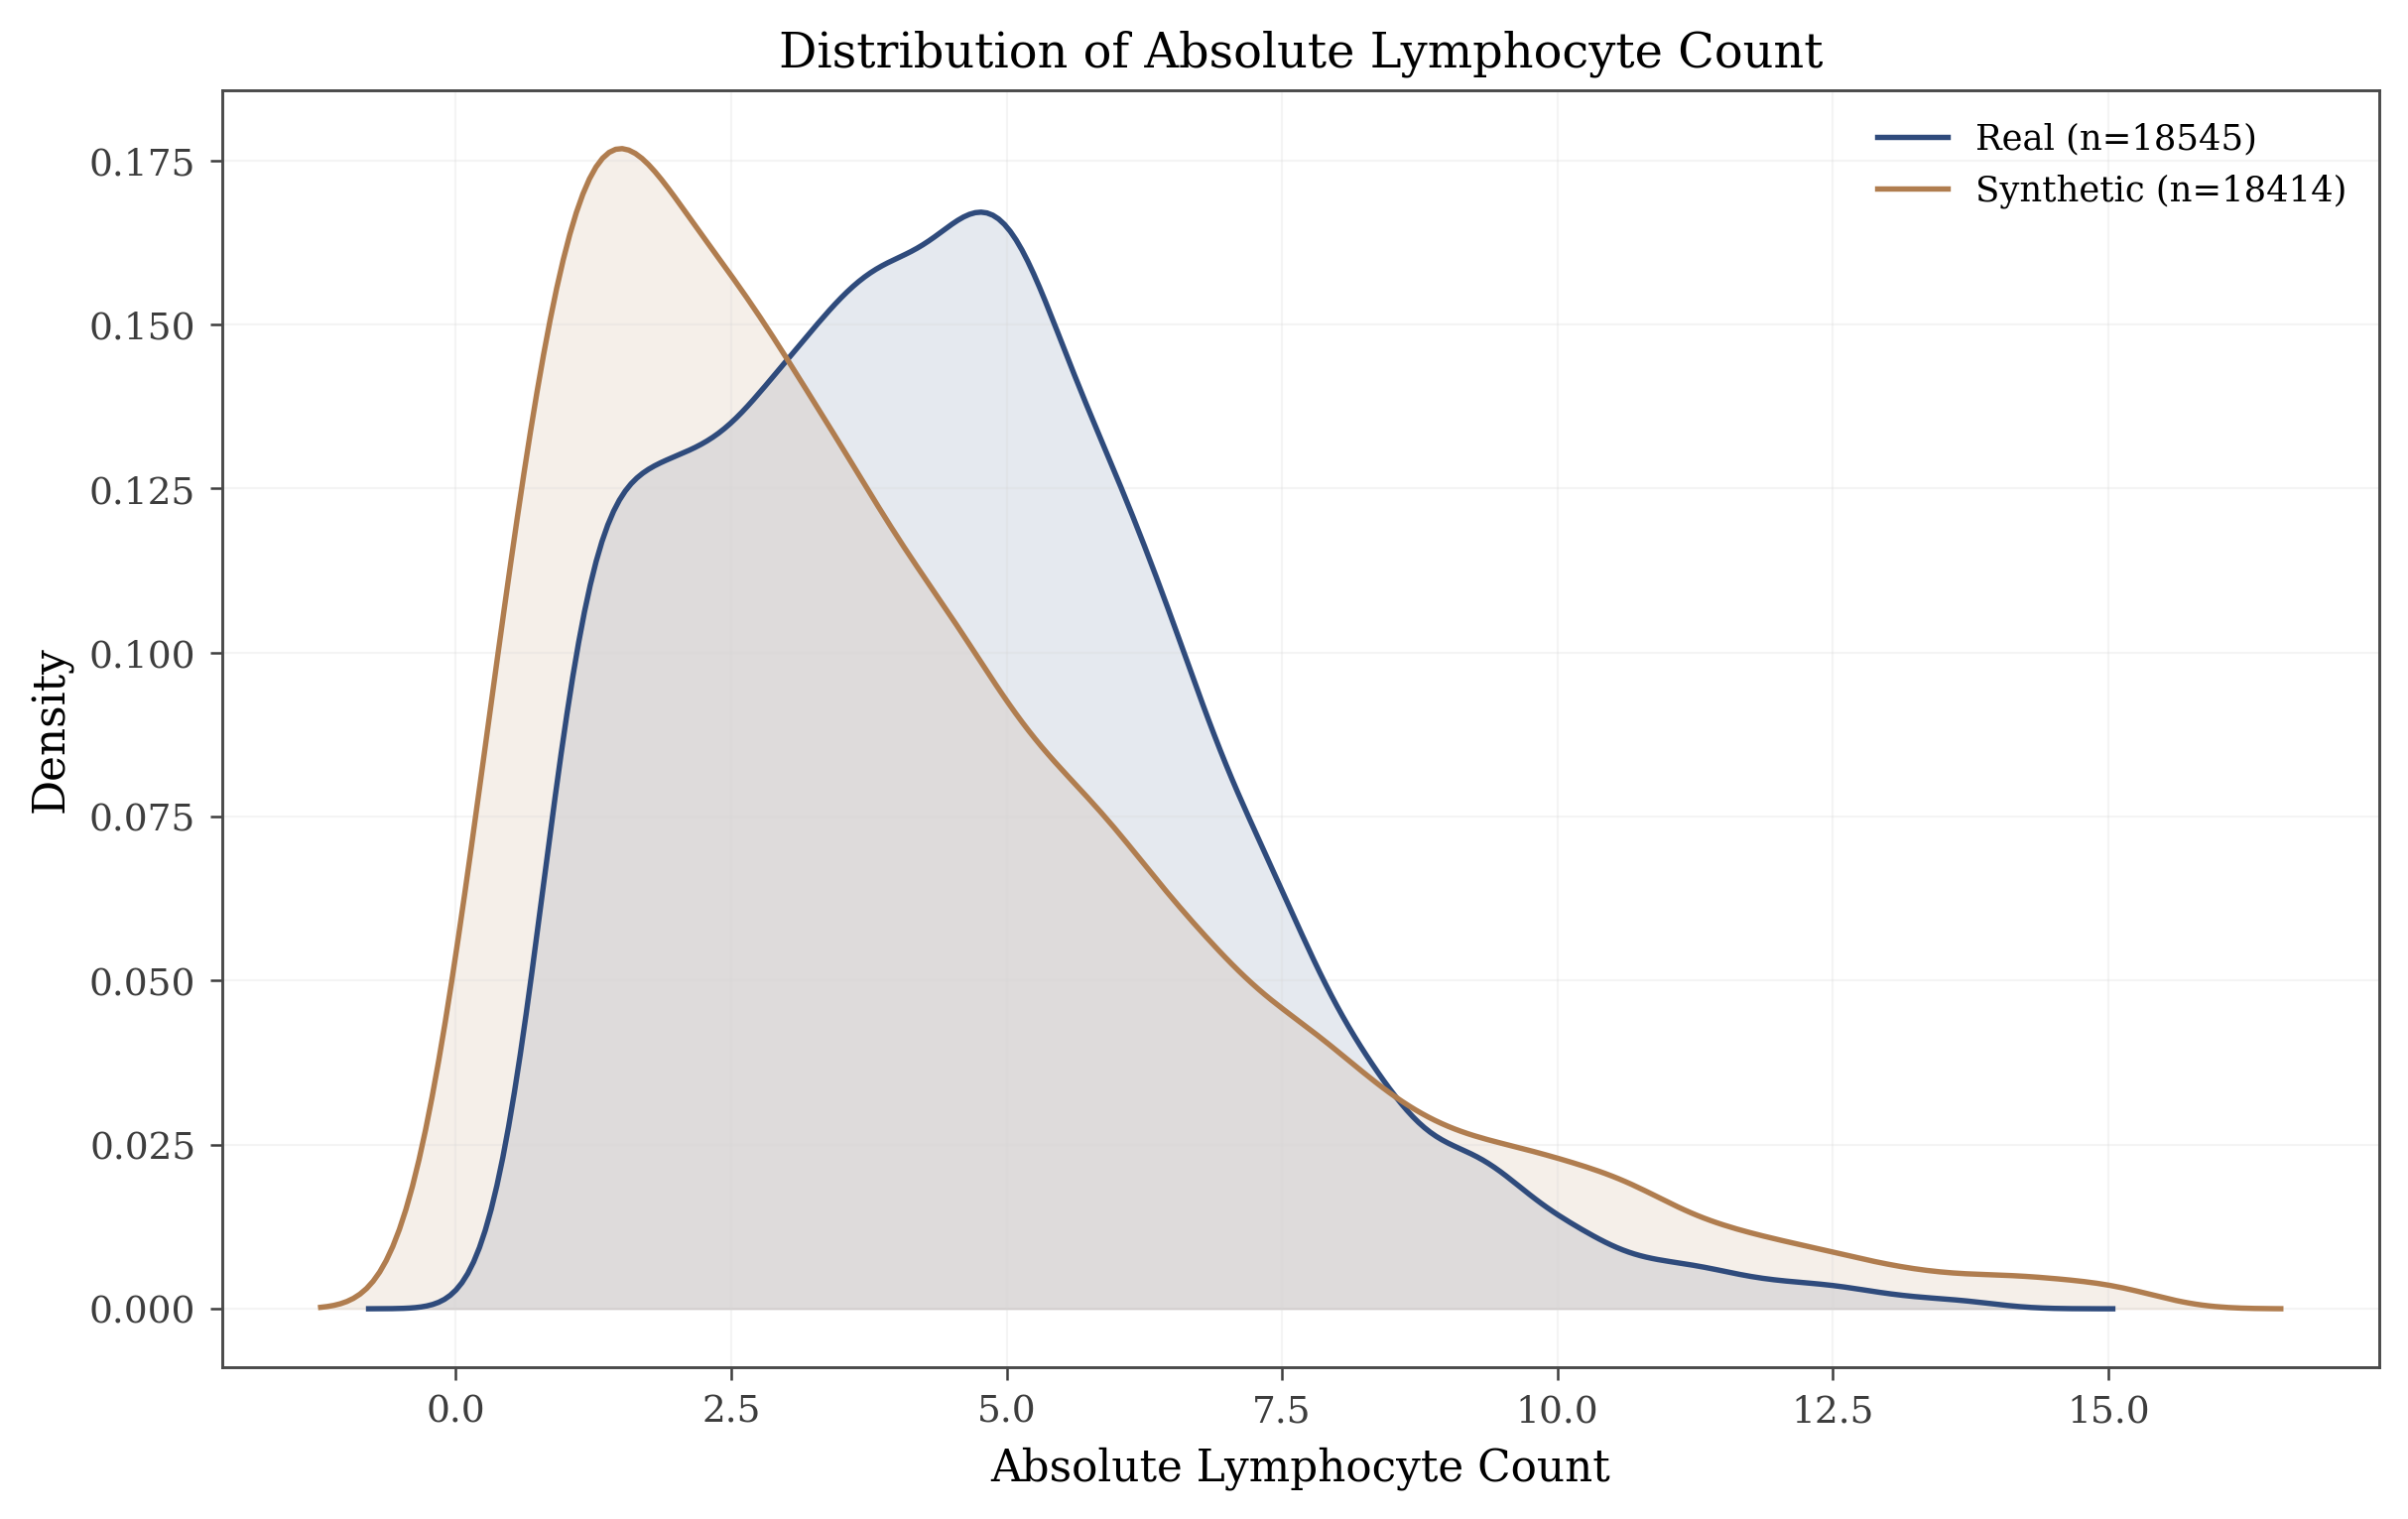 Distribution of Absolute Lymphocyte Count
Real (n=18545)
Synthetic (n=18414)
Density
0.175
0.150
0.125
0.100
0.075
0.050
0.025
0.000
0.0 2.5 5.0 7.5 10.0 12.5 15.0
Absolute Lymphocyte Count